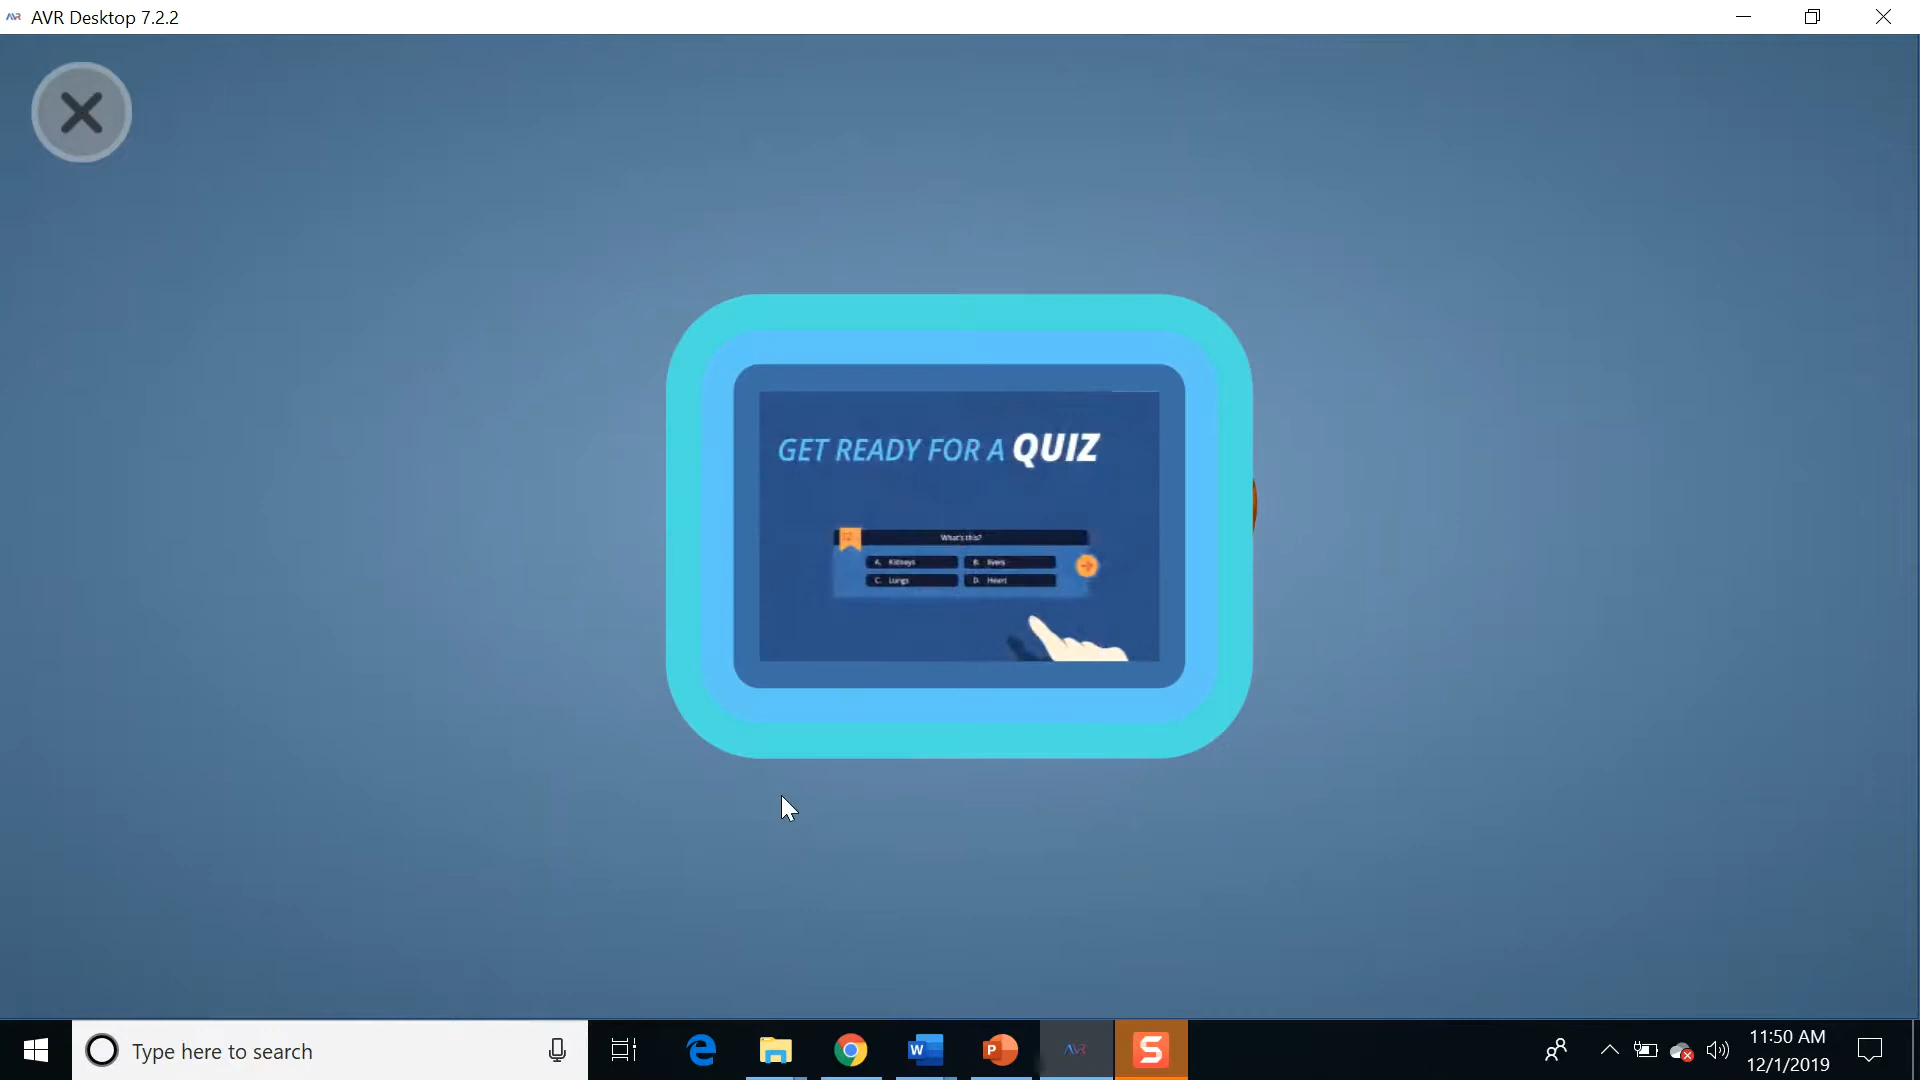 AVR Desktop 7.2.2
GET READY FOR A QUIZ
What's this?
A. Kidneys
B. livers
C. Lungs
D. Heart
Type here to search
11:50 AM
12/1/2019